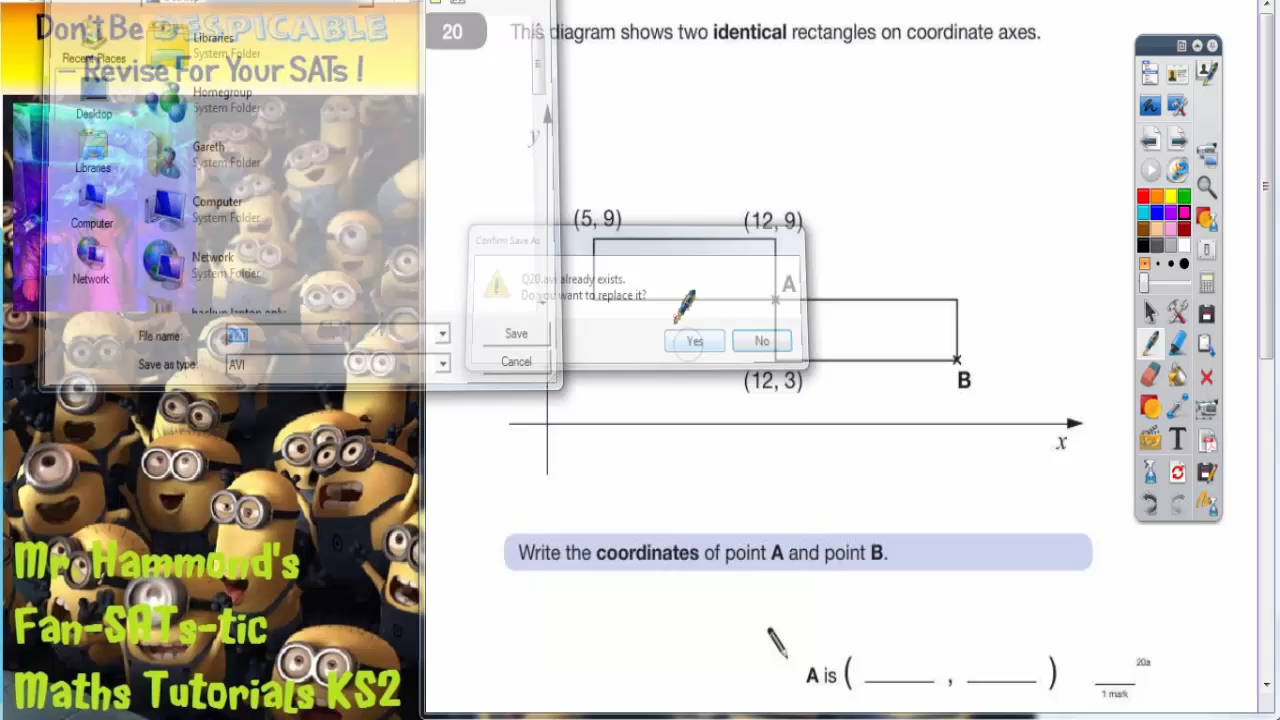 Don't Be DESPICABLE
– Revise For Your SATs !
Recent Places
Desktop
Libraries
Computer
Network
Libraries
System Folder
Homegroup
System Folder
Gareth
System Folder
Computer
System Folder
Network
System Folder
backup lanton only
File name:
Save as type:
AVI
Save
Cancel
Confirm Save As
Q20.avi already exists.
Do you want to replace it?
Yes
No
20
This diagram shows two identical rectangles on coordinate axes.
y
(5, 9)
(12, 9)
A
(12, 3)
B
x
Write the coordinates of point A and point B.
A is ( , )
20a
1 mark
T
Mr Hammond's
Fan-SATs-tic
Maths Tutorials KS2